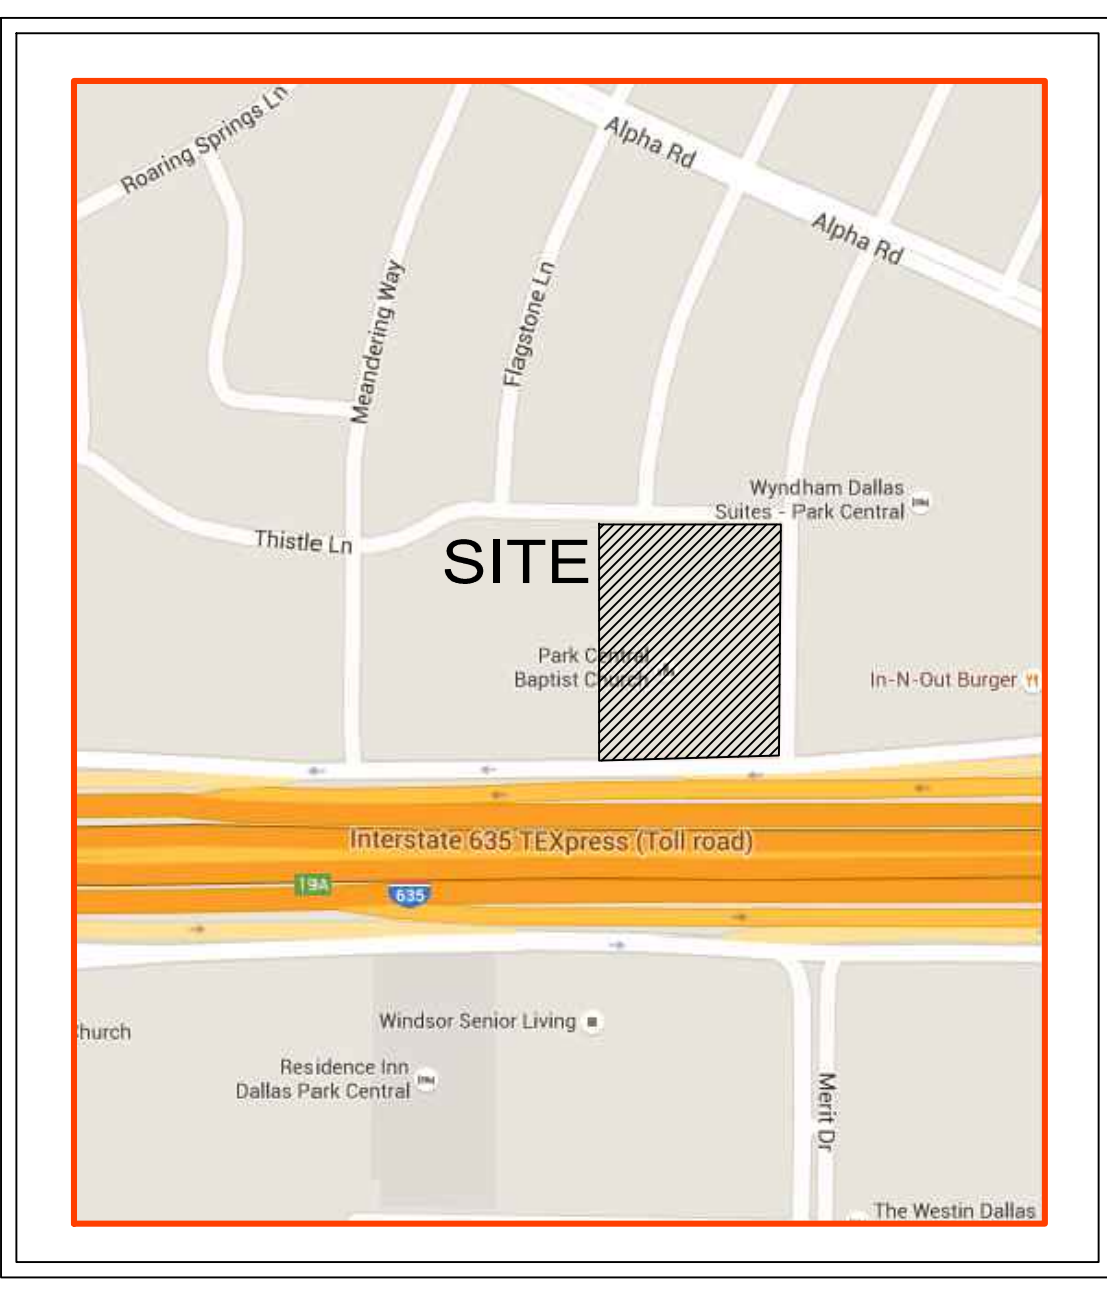 Roaring Springs Ln
Alpha Rd
Alpha Rd
Meandering Way
Flagstone Ln
Wyndham Dallas
Suites - Park Central
Thistle Ln
SITE
Park Central
Baptist Church
In-N-Out Burger
Interstate 635 TEXpress (Toll road)
19A
635
Windsor Senior Living
hurch
Residence Inn
Dallas Park Central
Merit Dr
The Westin Dallas